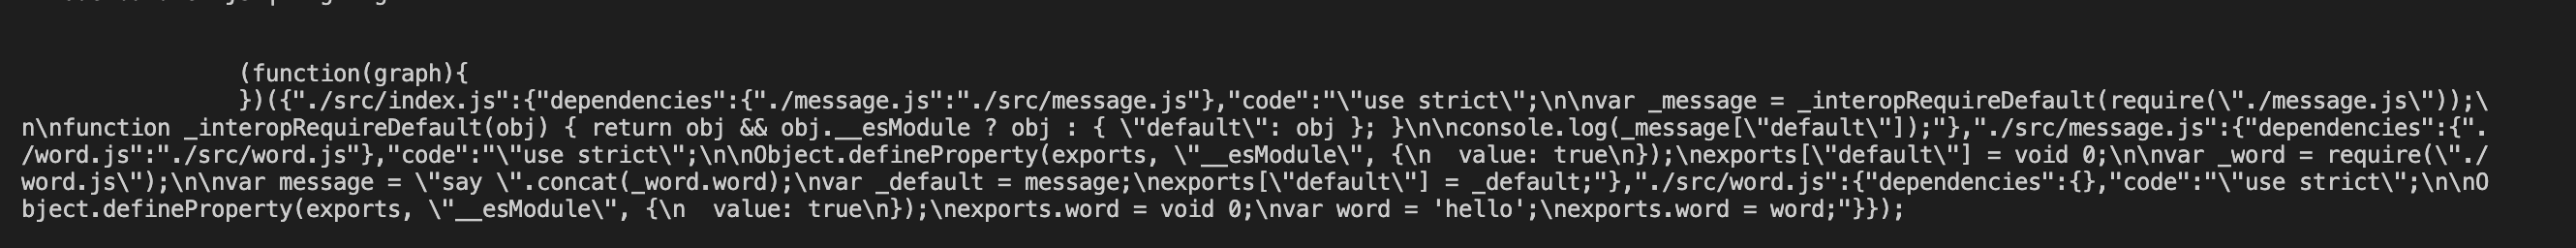 (function(graph){
})({"./src/index.js":{"dependencies":{"./message.js":"./src/message.js"},"code":"\"use strict\";\n\nvar _message = _interopRequireDefault(require(\"./message.js\"));\
n\nfunction _interopRequireDefault(obj) { return obj && obj.__esModule ? obj : { \"default\": obj }; }\n\nconsole.log(_message[\"default\"]);"},"./src/message.js":{"dependencies":{".
/word.js":"./src/word.js"},"code":"\"use strict\";\n\nObject.defineProperty(exports, \"__esModule\", {\n  value: true\n});\nexports[\"default\"] = void 0;\n\nvar _word = require(\"./
word.js\");\n\nvar message = \"say \".concat(_word.word);\nvar _default = message;\nexports[\"default\"] = _default;"},"./src/word.js":{"dependencies":{},"code":"\"use strict\";\n\nO
bject.defineProperty(exports, \"__esModule\", {\n  value: true\n});\nexports.word = void 0;\nvar word = 'hello';\nexports.word = word;"}});